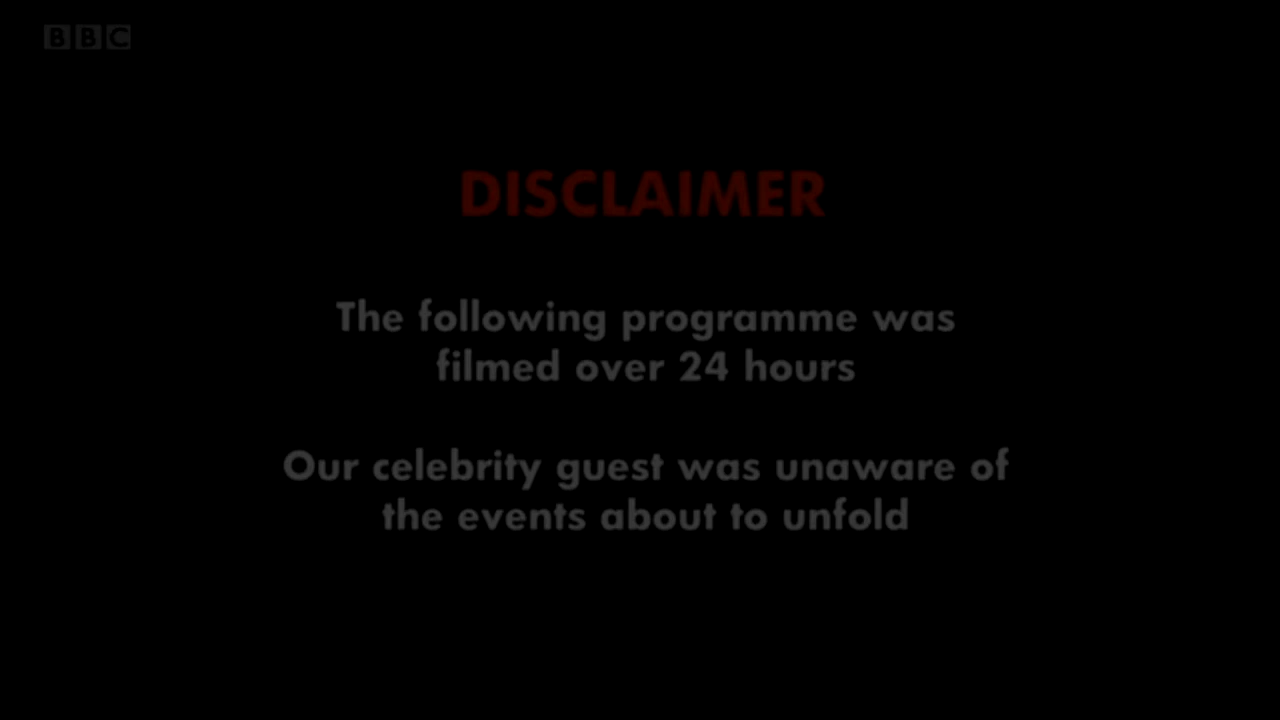 BBC
DISCLAIMER
The following programme was
filmed over 24 hours
Our celebrity guest was unaware of
the events about to unfold